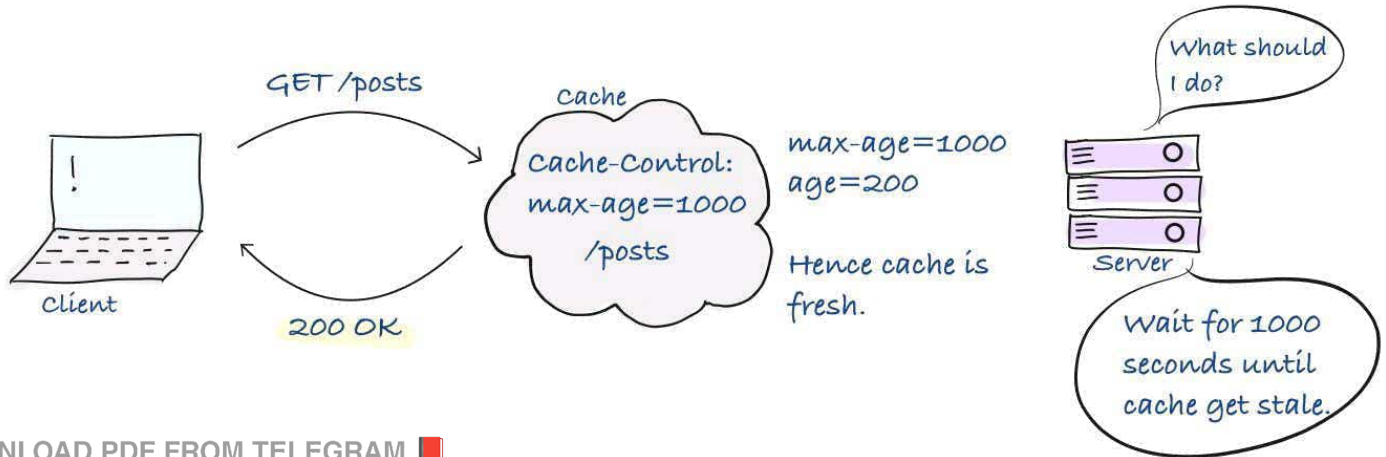 What should
I do?
GET /posts
Cache
Cache-Control:
max-age=1000
/posts
max-age=1000
age=200
Hence cache is
fresh.
!
Client
200 OK
Server
Wait for 1000
seconds until
cache get stale.
NLOAD PDF FROM TELEGRAM